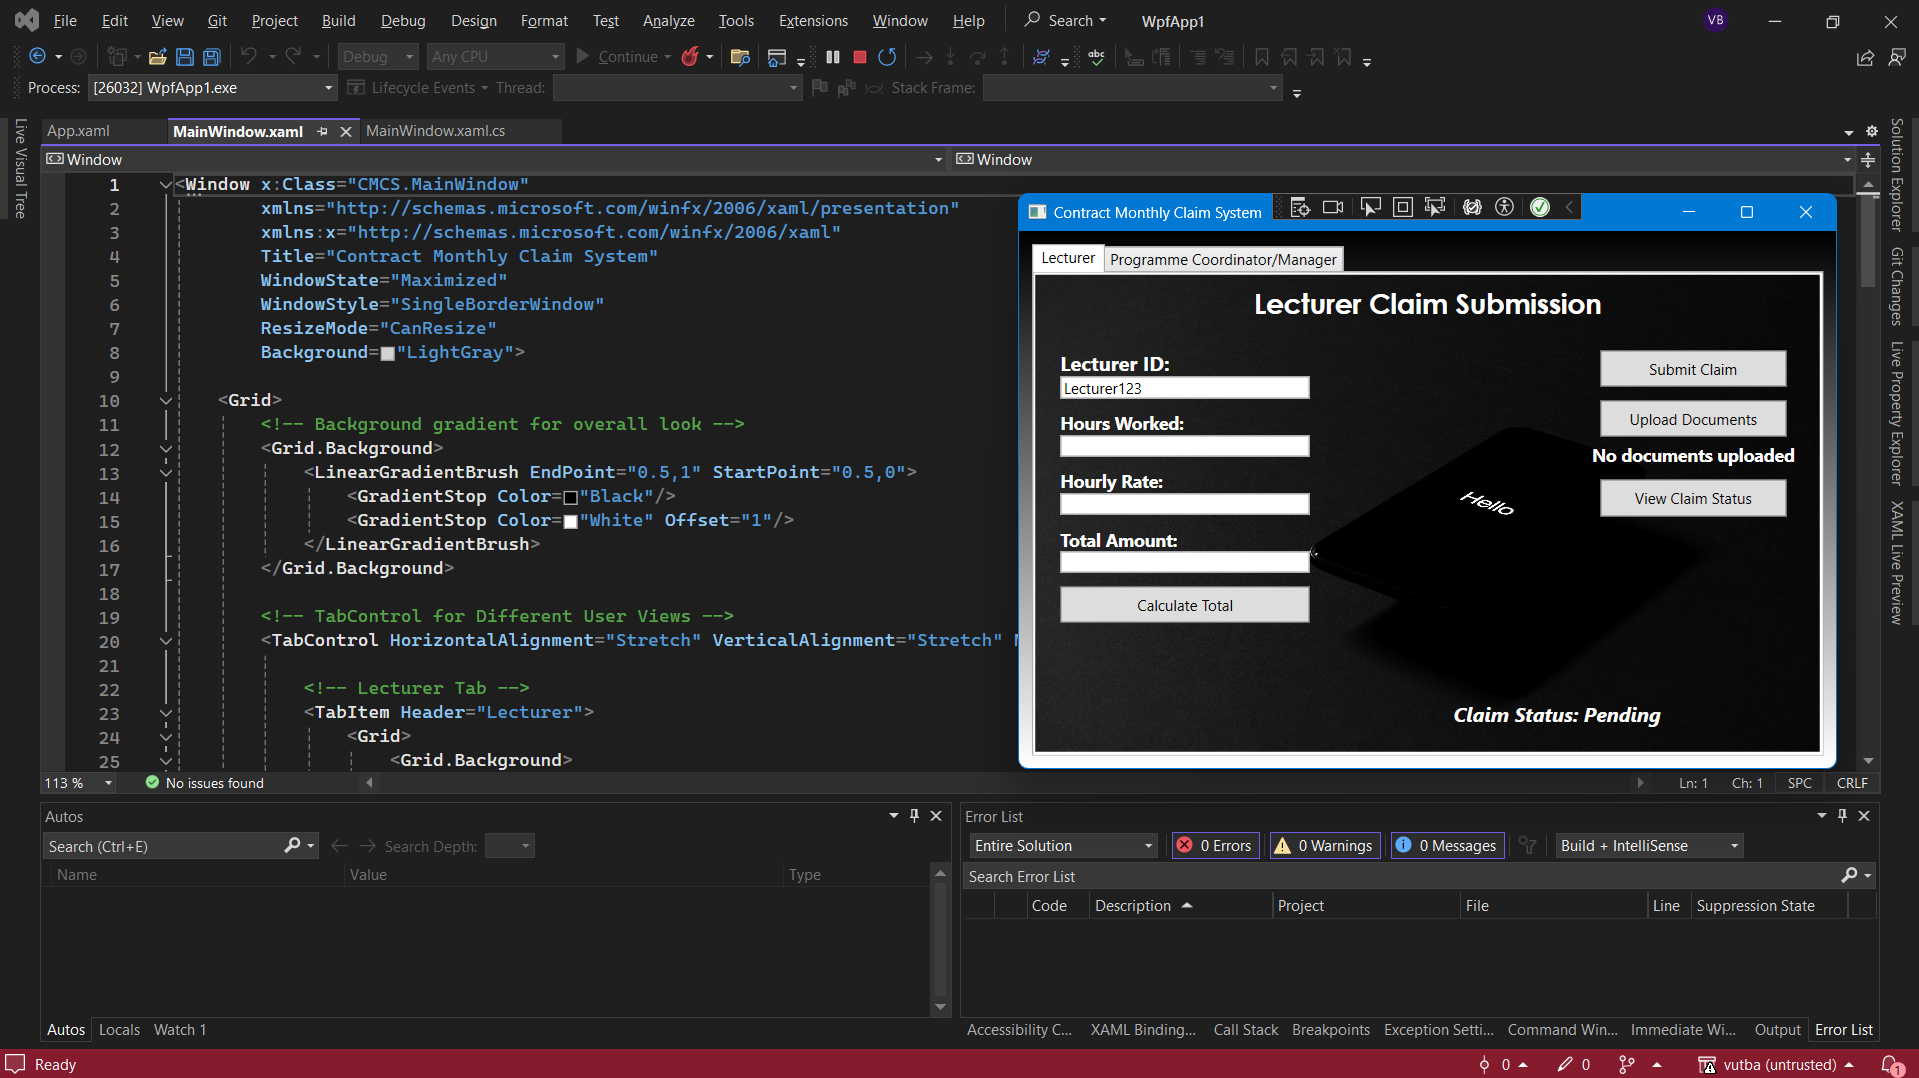 File Edit View Git Project Build Debug Design Format Test Analyze Tools Extensions Window Help Search WpfApp1 VB
Debug Any CPU Continue
Process: [26032] WpfApp1.exe Lifecycle Events Thread: Stack Frame:
App.xaml MainWindow.xaml MainWindow.xaml.cs
Window Window
1 <Window x:Class="CMCS.MainWindow"
2 xmlns="http://schemas.microsoft.com/winfx/2006/xaml/presentation"
3 xmlns:x="http://schemas.microsoft.com/winfx/2006/xaml"
4 Title="Contract Monthly Claim System"
5 WindowState="Maximized"
6 WindowStyle="SingleBorderWindow"
7 ResizeMode="CanResize"
8 Background="LightGray">
9
10 <Grid>
11 <!-- Background gradient for overall look -->
12 <Grid.Background>
13 <LinearGradientBrush EndPoint="0.5,1" StartPoint="0.5,0">
14 <GradientStop Color="Black"/>
15 <GradientStop Color="White" Offset="1"/>
16 </LinearGradientBrush>
17 </Grid.Background>
18
19 <!-- TabControl for Different User Views -->
20 <TabControl HorizontalAlignment="Stretch" VerticalAlignment="Stretch"
21
22 <!-- Lecturer Tab -->
23 <TabItem Header="Lecturer">
24 <Grid>
25 <Grid.Background>
113 % No issues found Ln: 1 Ch: 1 SPC CRLF
Live Visual Tree
Contract Monthly Claim System
Lecturer Programme Coordinator/Manager
Lecturer Claim Submission
Lecturer ID:
Lecturer123
Hours Worked:
Hourly Rate:
Total Amount:
Calculate Total
Hello
Submit Claim
Upload Documents
No documents uploaded
View Claim Status
Claim Status: Pending
Solution Explorer
Git Changes
Live Property Explorer
XAML Live Preview
Autos
Search (Ctrl+E) Search Depth:
Name Value Type
Autos Locals Watch 1
Error List
Entire Solution 0 Errors 0 Warnings 0 Messages Build + IntelliSense
Search Error List
Code Description Project File Line Suppression State
Accessibility C... XAML Binding... Call Stack Breakpoints Exception Setti... Command Win... Immediate Wi... Output Error List
Ready 0 0 vutba (untrusted) 1